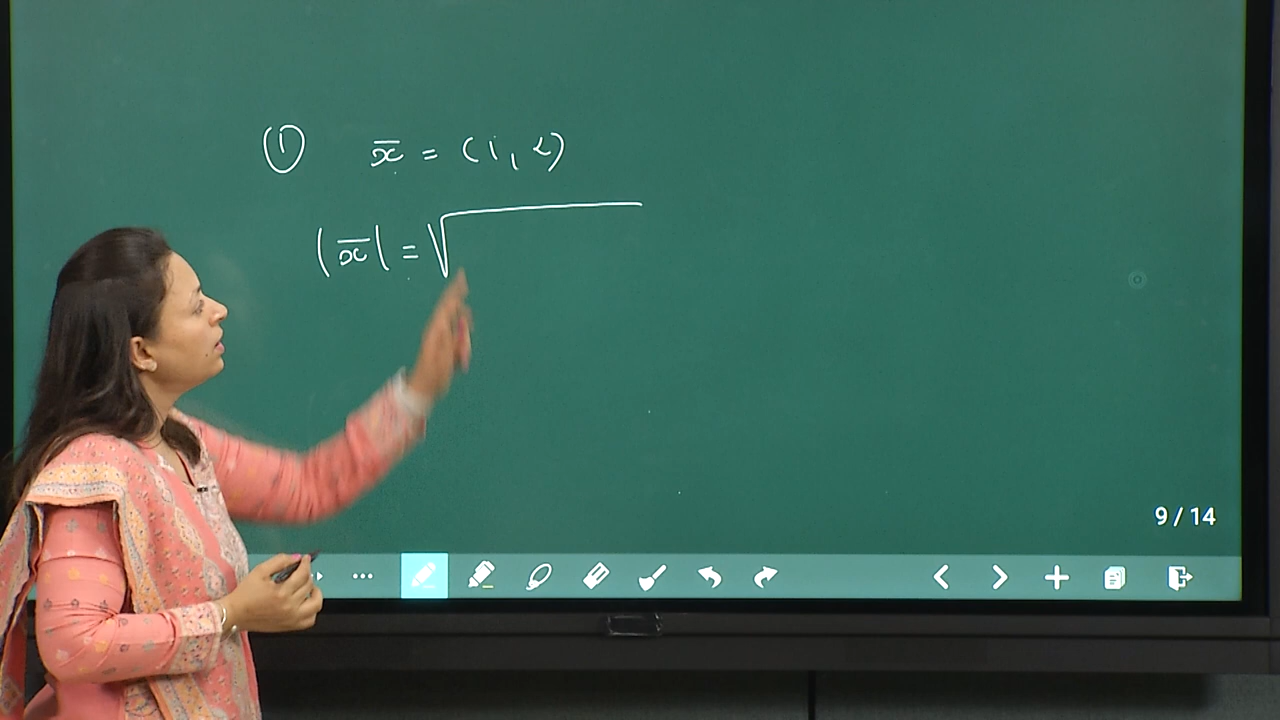 ① x̄ = (1, 2)
|x̄| = √
9 / 14